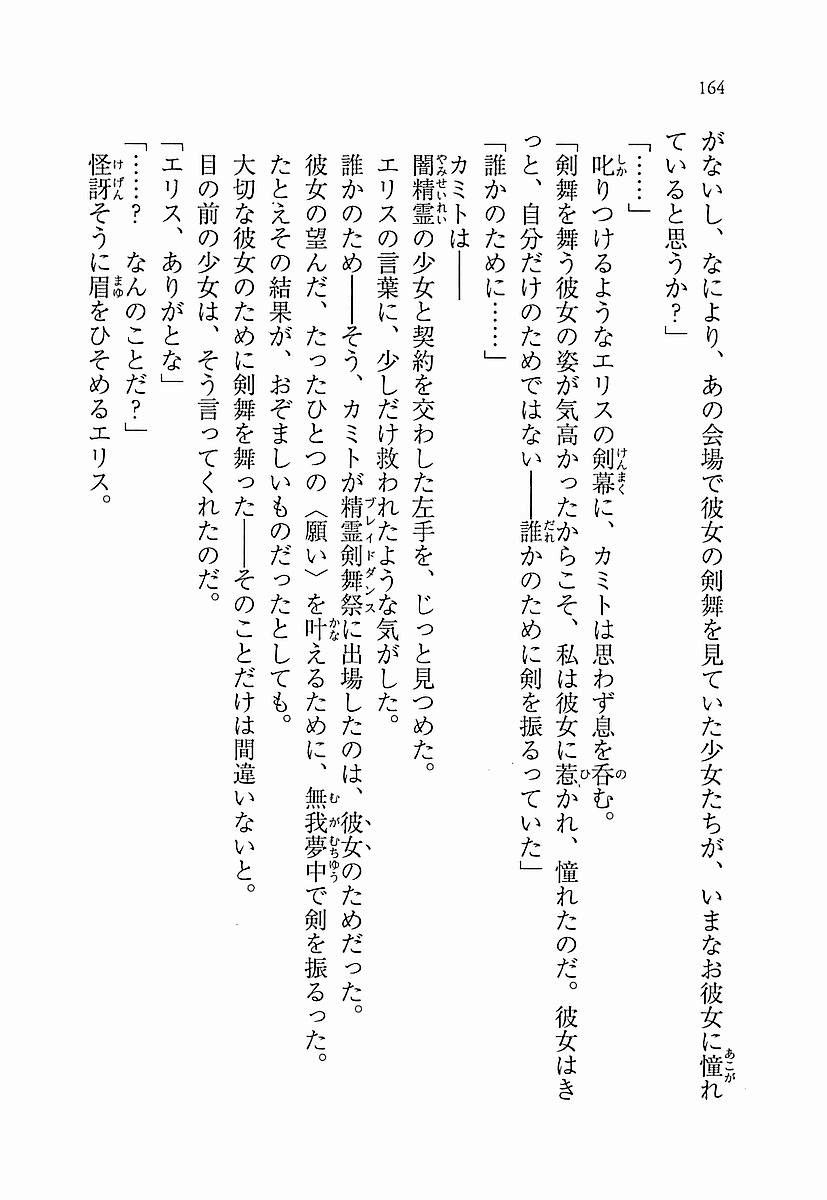 164
がないし、なにより、あの会場で彼女の剣舞を見ていた少女たちが、いまなお彼女に憧れ
ていると思うか？」
「……」
叱りつけるようなエリスの剣幕に、カミトは思わず息を呑む。
「剣舞を舞う彼女の姿が気高かったからこそ、私は彼女に惹かれ、憧れたのだ。彼女はき
っと、自分だけのためではない――誰かのために剣を振るっていた」
「誰かのために……」
カミトは――
闇精霊の少女と契約を交わした左手を、じっと見つめた。
エリスの言葉に、少しだけ救われたような気がした。
誰かのため――そう、カミトが精霊剣舞祭に出場したのは、彼女のためだった。
彼女の望んだ、たったひとつの〈願い〉を叶えるために、無我夢中で剣を振るった。
たとえその結果が、おぞましいものだったとしても。
大切な彼女のために剣舞を舞った――そのことだけは間違いないと。
目の前の少女は、そう言ってくれたのだ。
「エリス、ありがとな」
「……？　なんのことだ？」
怪訝そうに眉をひそめるエリス。